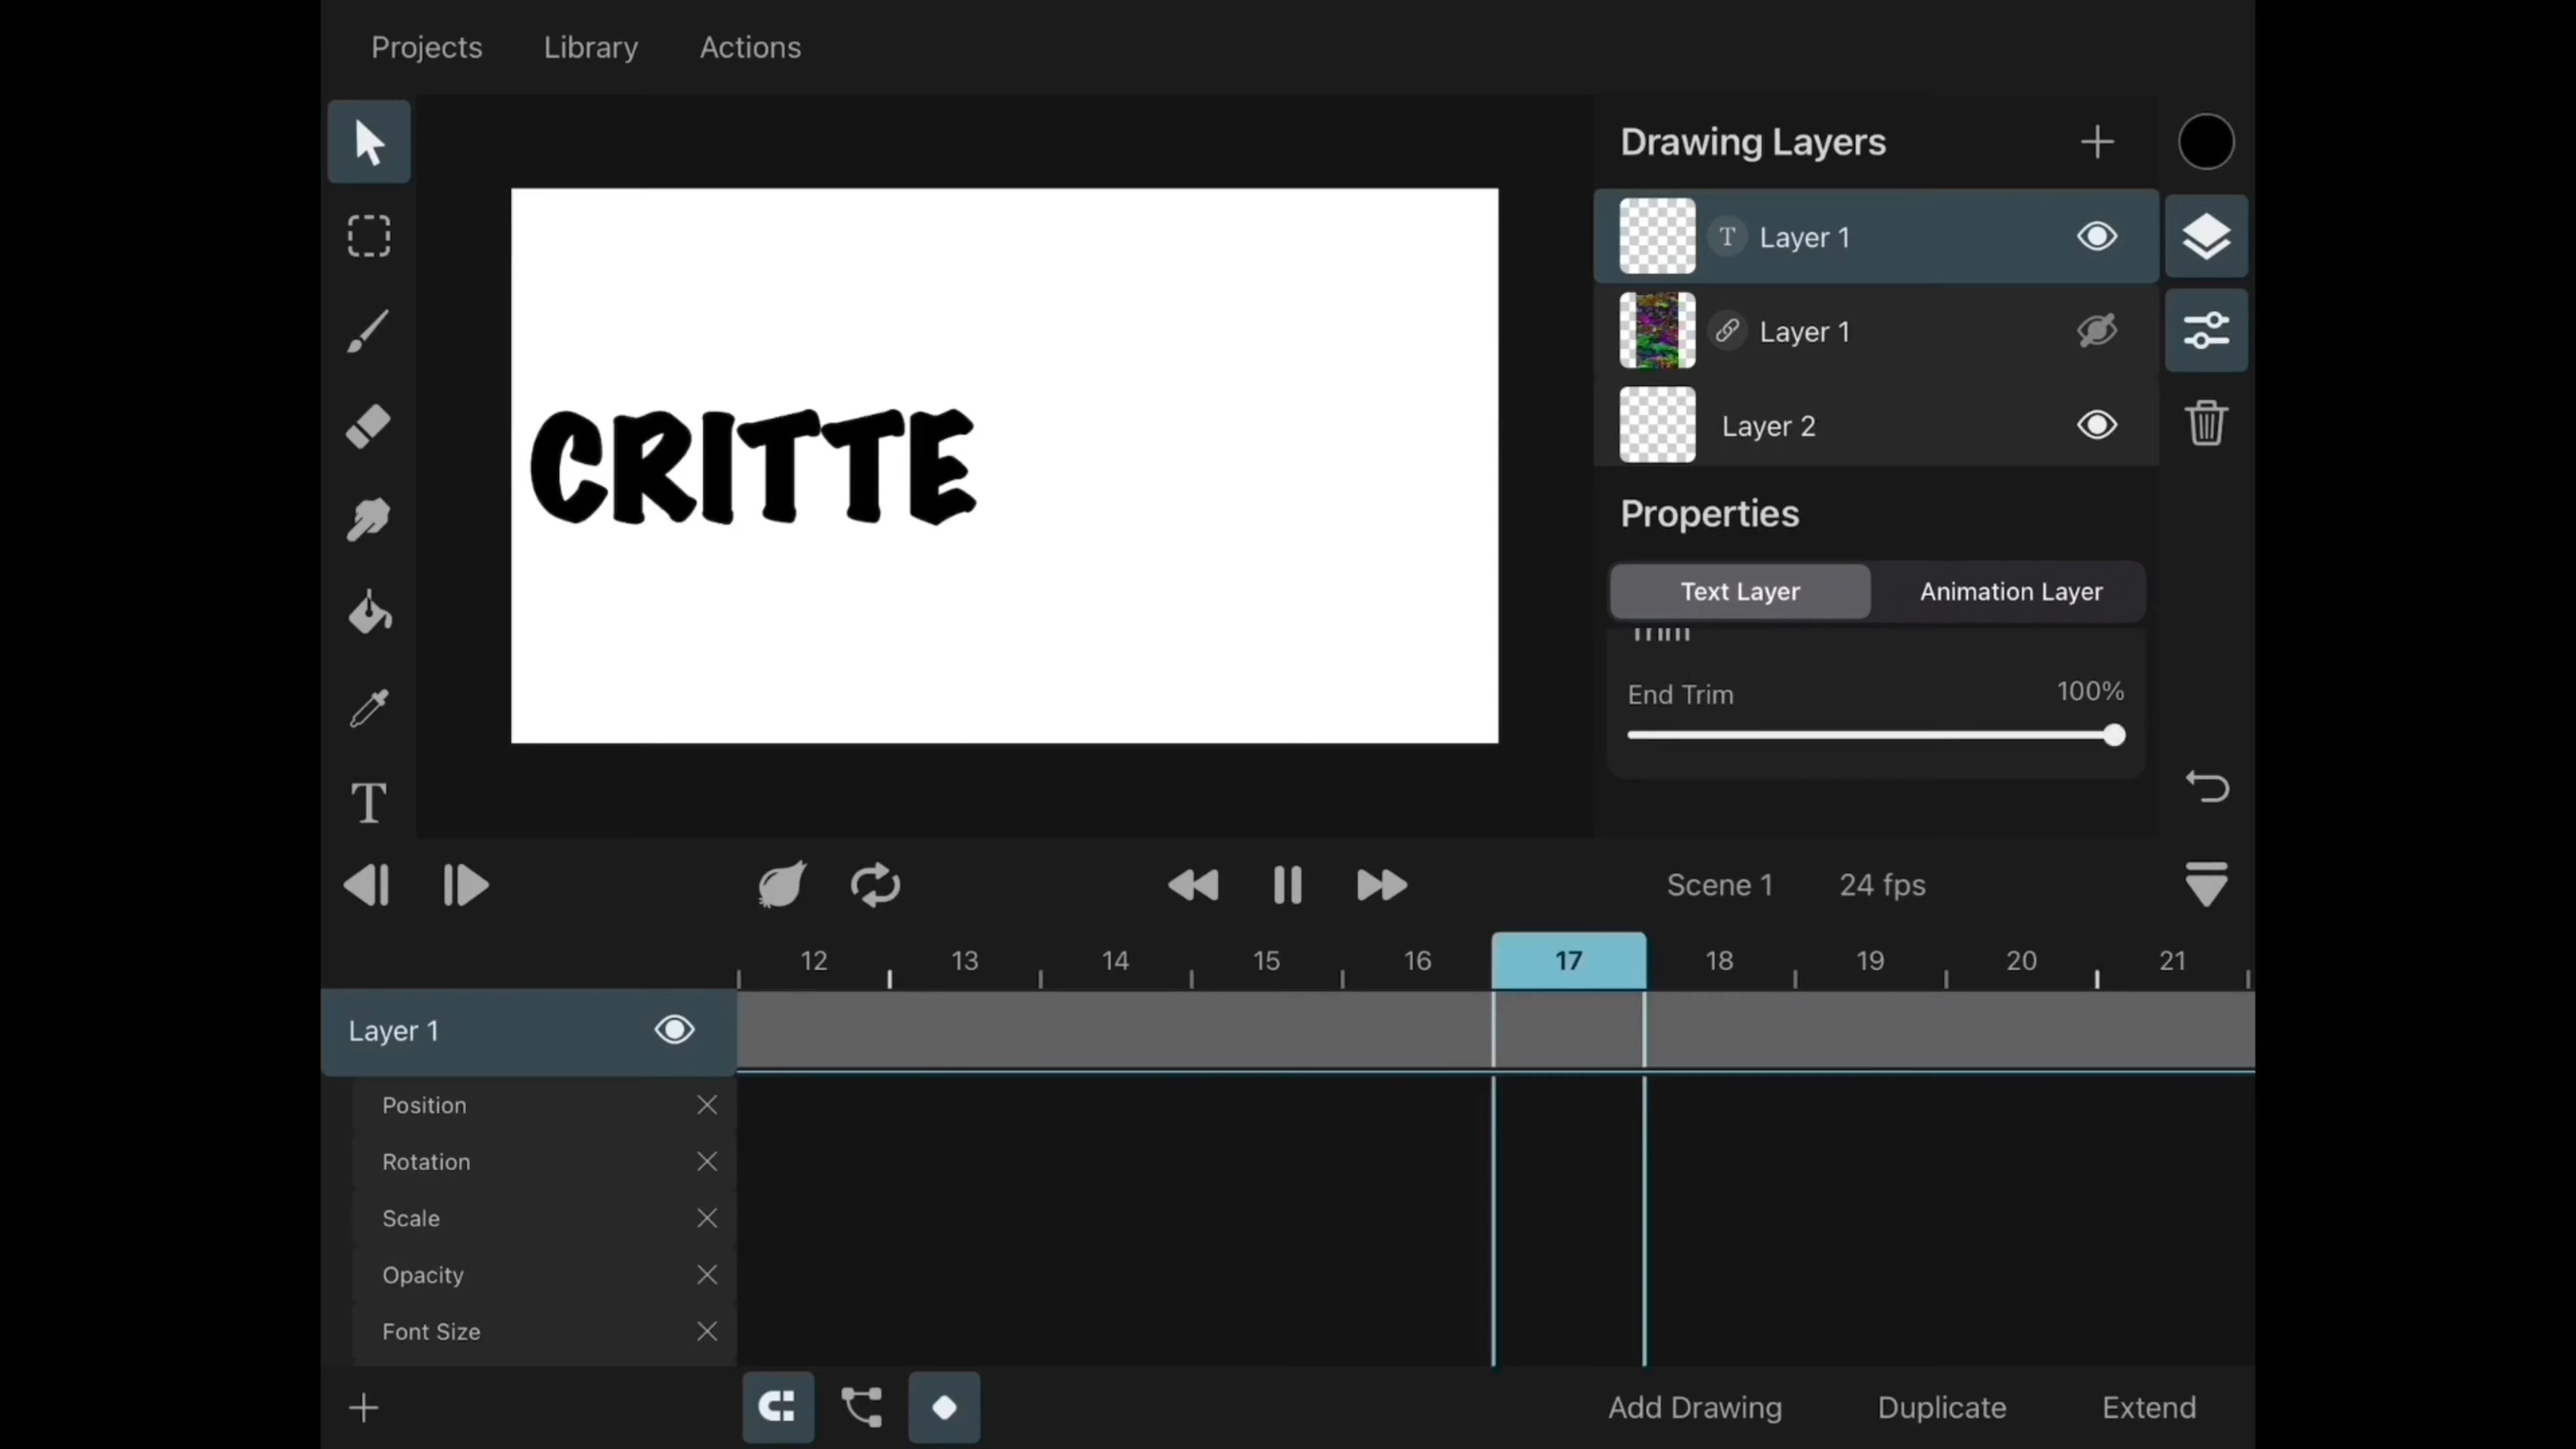 Projects Library Actions
Drawing Layers
T Layer 1
Layer 1
Layer 2
CRITTE
Properties
Text Layer Animation Layer
Trim
End Trim 100%
T
Scene 1 24 fps
12 13 14 15 16 17 18 19 20 21
Layer 1
Position
Rotation
Scale
Opacity
Font Size
Add Drawing Duplicate Extend